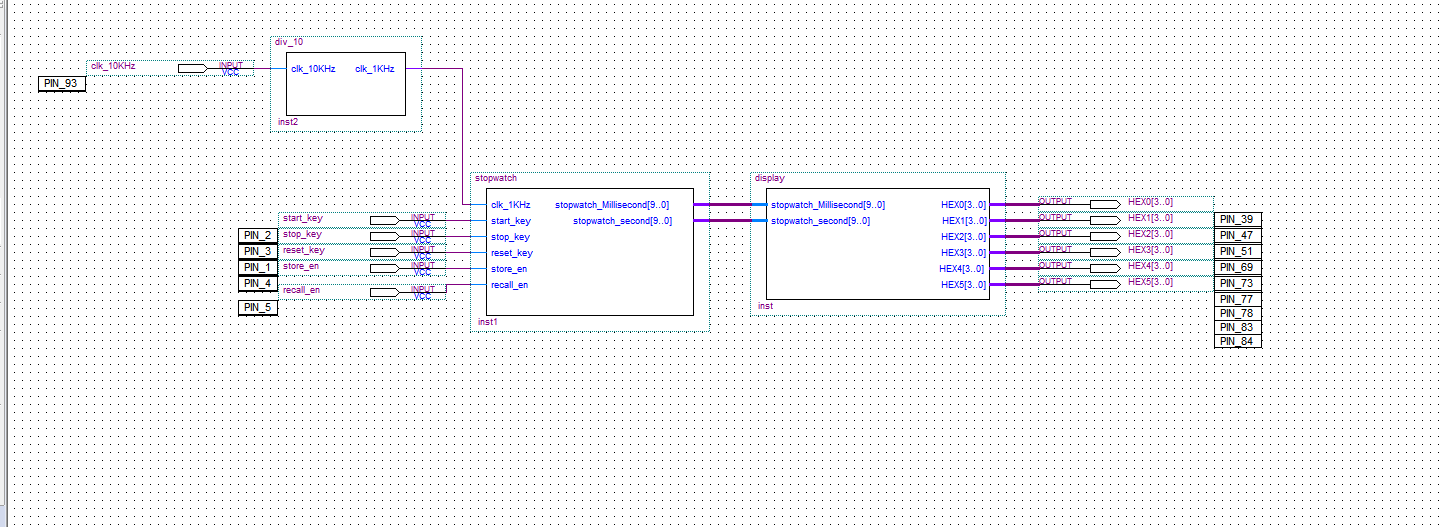 div_10
clk_10KHz
INPUT
VCC
PIN_93
clk_10KHz clk_1KHz
inst2
stopwatch
clk_1KHz stopwatch_Millisecond[9..0]
start_key stopwatch_second[9..0]
stop_key
reset_key
store_en
recall_en
inst1
start_key
INPUT
VCC
PIN_2
stop_key
INPUT
VCC
PIN_3
reset_key
INPUT
VCC
PIN_1
store_en
INPUT
VCC
PIN_4
recall_en
INPUT
VCC
PIN_5
display
stopwatch_Millisecond[9..0] HEX0[3..0]
stopwatch_second[9..0] HEX1[3..0]
HEX2[3..0]
HEX3[3..0]
HEX4[3..0]
HEX5[3..0]
inst
OUTPUT HEX0[3..0]
OUTPUT HEX1[3..0]
OUTPUT HEX2[3..0]
OUTPUT HEX3[3..0]
OUTPUT HEX4[3..0]
OUTPUT HEX5[3..0]
PIN_39
PIN_47
PIN_51
PIN_69
PIN_73
PIN_77
PIN_78
PIN_83
PIN_84